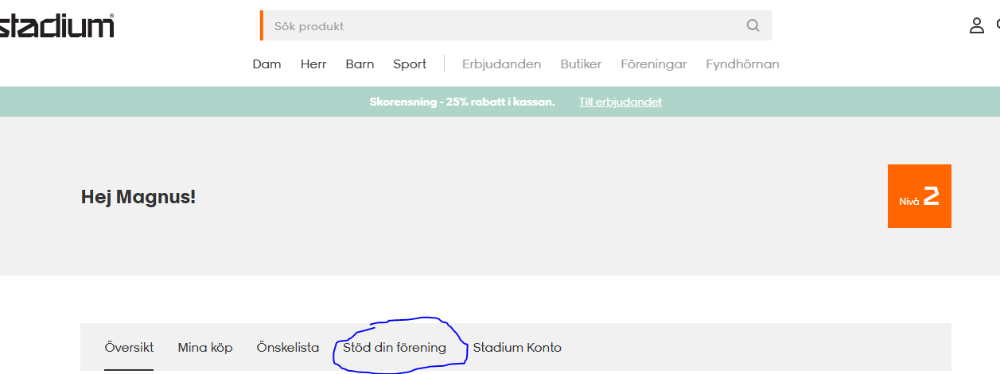 stadium®
Sök produkt
Dam Herr Barn Sport Erbjudanden Butiker Föreningar Fyndhörnan
Skorensning - 25% rabatt i kassan. Till erbjudandet
Hej Magnus!
Nivå 2
Översikt Mina köp Önskelista Stöd din förening Stadium Konto